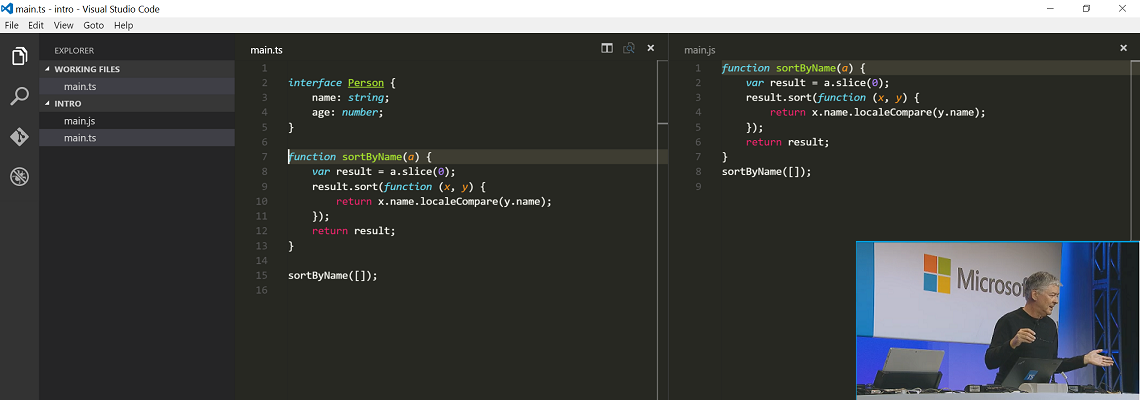 main.ts - intro - Visual Studio Code
File Edit View Goto Help
EXPLORER
WORKING FILES
main.ts
INTRO
main.js
main.ts
main.ts
1
2 interface Person {
3 name: string;
4 age: number;
5 }
6
7 function sortByName(a) {
8 var result = a.slice(0);
9 result.sort(function (x, y) {
10 return x.name.localeCompare(y.name);
11 });
12 return result;
13 }
14
15 sortByName([]);
16
main.js
1 function sortByName(a) {
2 var result = a.slice(0);
3 result.sort(function (x, y) {
4 return x.name.localeCompare(y.name);
5 });
6 return result;
7 }
8 sortByName([]);
9
Microsof
TS